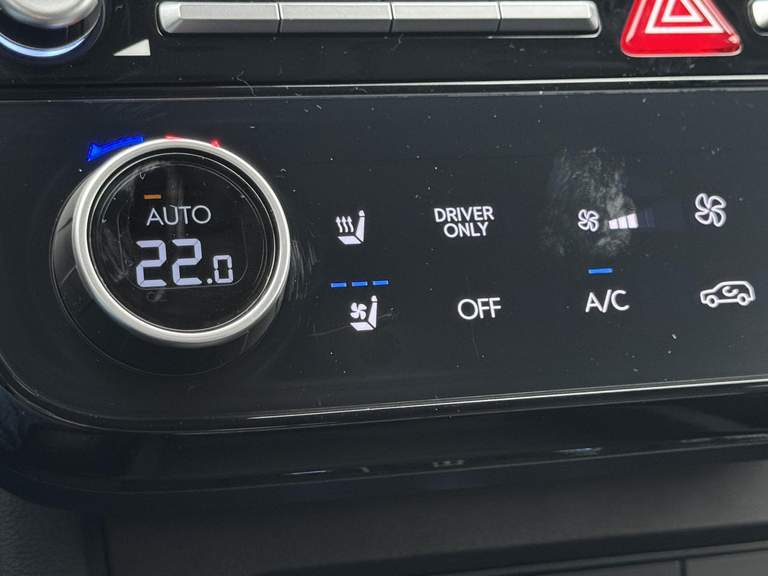 AUTO
22.0
DRIVER
ONLY
OFF
A/C